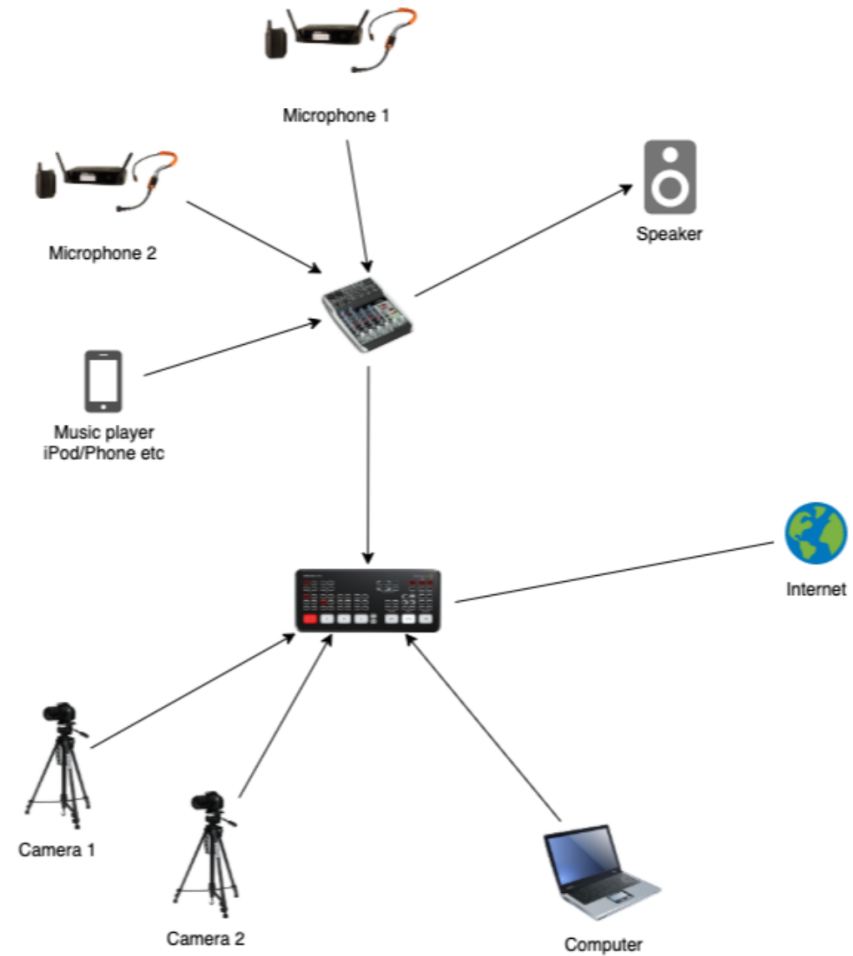 Microphone 1
Microphone 2
Speaker
Music player
iPod/Phone etc
Internet
Camera 1
Camera 2
Computer